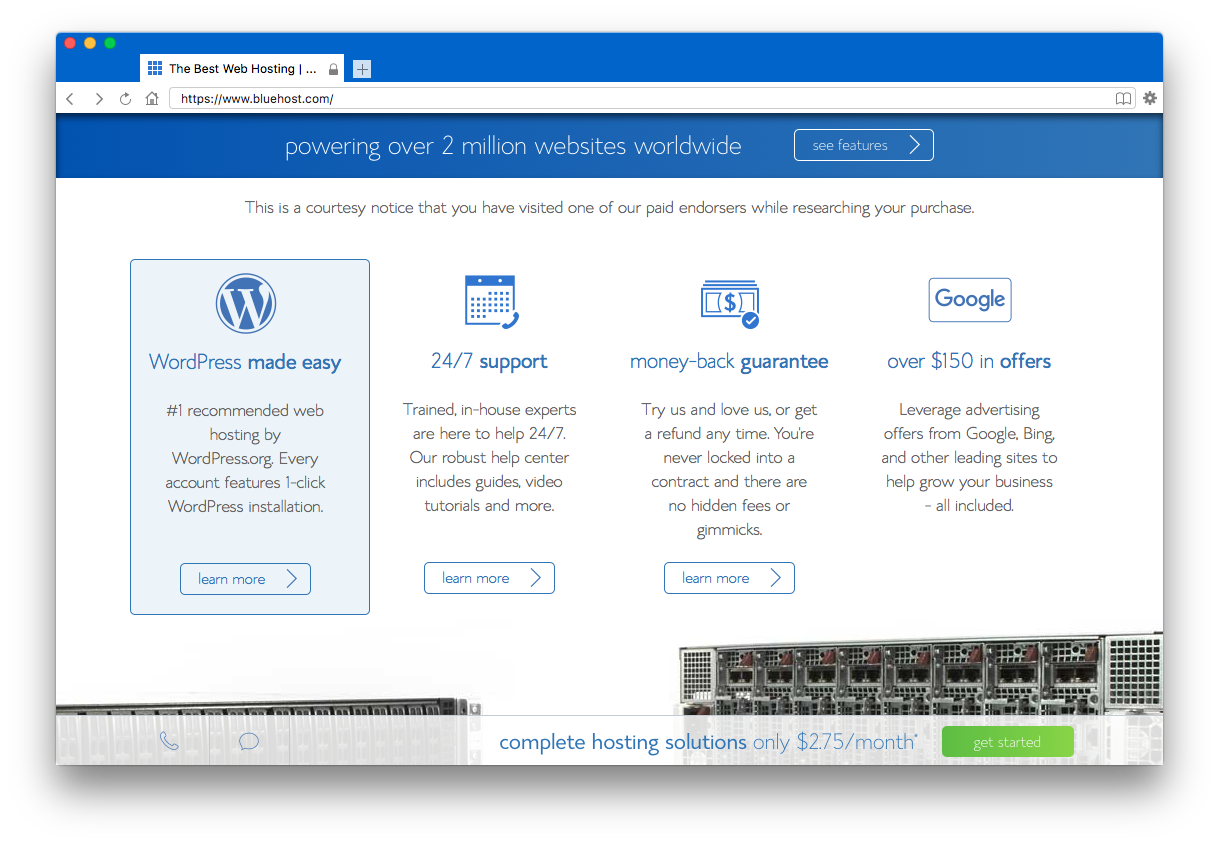 The Best Web Hosting | ...
https://www.bluehost.com/
powering over 2 million websites worldwide
see features
This is a courtesy notice that you have visited one of our paid endorsers while researching your purchase.
WordPress made easy
#1 recommended web
hosting by
WordPress.org. Every
account features 1-click
WordPress installation.
learn more
24/7 support
Trained, in-house experts
are here to help 24/7.
Our robust help center
includes guides, video
tutorials and more.
learn more
$
money-back guarantee
Try us and love us, or get
a refund any time. You're
never locked into a
contract and there are
no hidden fees or
gimmicks.
learn more
Google
over $150 in offers
Leverage advertising
offers from Google, Bing,
and other leading sites to
help grow your business
- all included.
complete hosting solutions only $2.75/month*
get started